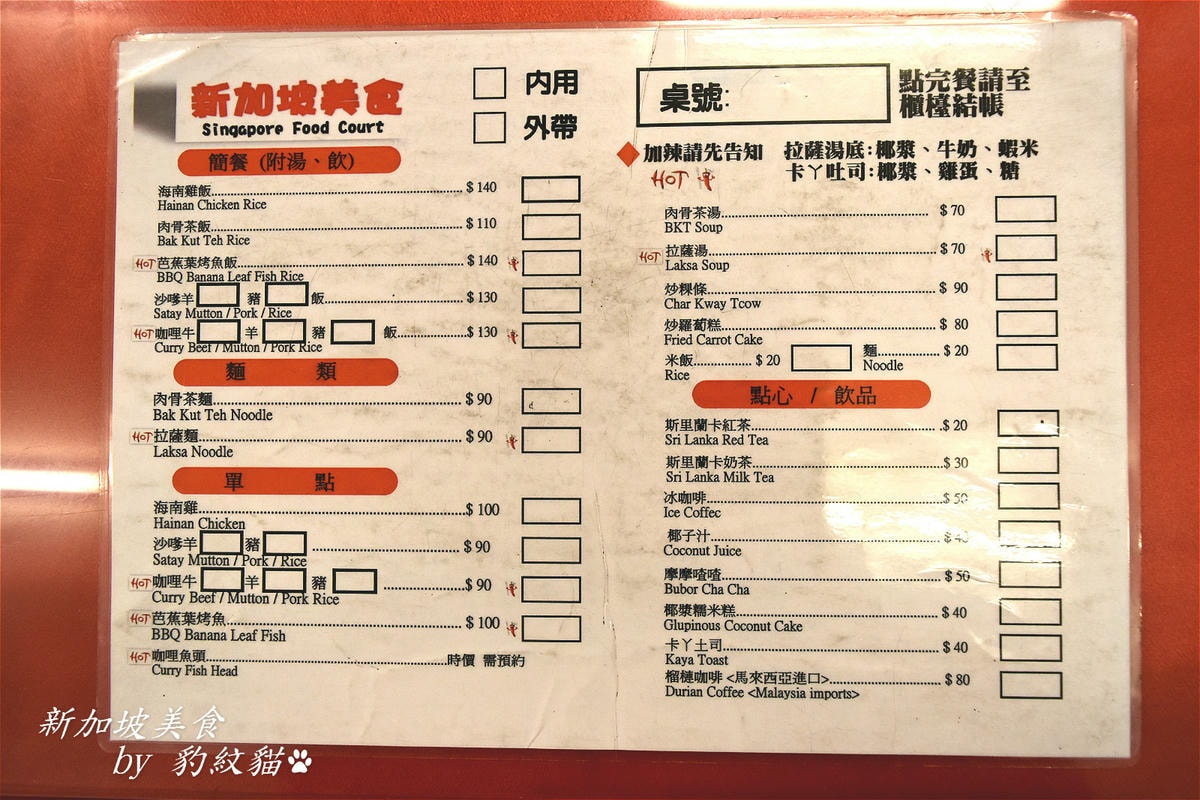 新加坡美食
Singapore Food Court
內用
外帶
簡餐 (附湯、飲)
海南雞飯 $140
Hainan Chicken Rice
肉骨茶飯 $110
Bak Kut Teh Rice
HOT 芭蕉葉烤魚飯 $140
BBQ Banana Leaf Fish Rice
沙嗲羊 豬 飯 $130
Satay Mutton / Pork / Rice
HOT 咖哩牛 羊 豬 飯 $130
Curry Beef / Mutton / Pork Rice
麵 類
肉骨茶麵 $90
Bak Kut Teh Noodle
HOT 拉薩麵 $90
Laksa Noodle
單 點
海南雞 $100
Hainan Chicken
沙嗲羊 豬 $90
Satay Mutton / Pork / Rice
HOT 咖哩牛 羊 豬 $90
Curry Beef / Mutton / Pork Rice
HOT 芭蕉葉烤魚 $100
BBQ Banana Leaf Fish
HOT 咖哩魚頭 時價 需預約
Curry Fish Head
桌號:
點完餐請至
櫃檯結帳
加辣請先告知
HOT
拉薩湯底:椰漿、牛奶、蝦米
卡丫吐司:椰漿、雞蛋、糖
肉骨茶湯 $70
BKT Soup
HOT 拉薩湯 $70
Laksa Soup
炒粿條 $ 90
Char Kway Tcow
炒羅蔔糕 $ 80
Fried Carrot Cake
米飯 $20 麵 $20
Rice Noodle
點心 / 飲品
斯里蘭卡紅茶 $20
Sri Lanka Red Tea
斯里蘭卡奶茶 $30
Sri Lanka Milk Tea
冰咖啡 $50
Ice Coffec
椰子汁 $40
Coconut Juice
摩摩喳喳 $50
Bubor Cha Cha
椰漿糯米糕 $40
Glupinous Coconut Cake
卡丫土司 $40
Kaya Toast
榴槤咖啡 <馬來西亞進口> $80
Durian Coffee <Malaysia imports>
新加坡美食
by 豹紋貓